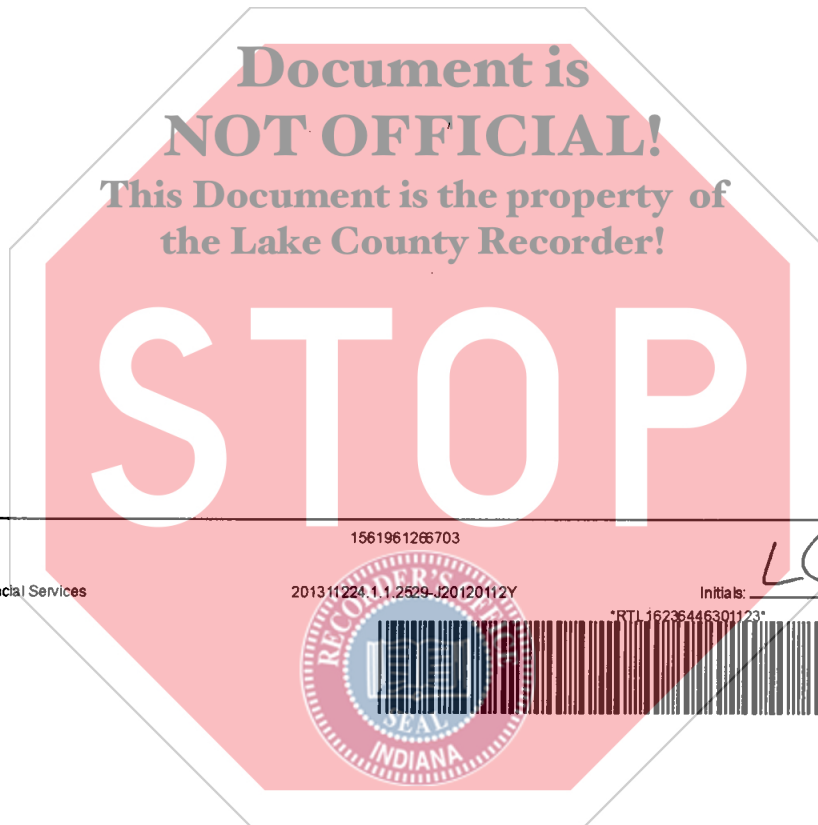 Document is
NOT OFFICIAL!
This Document is the property of
the Lake County Recorder!
STOP
1561961266703
cial Services
201311224.1.1.2529-J20120112Y
Initials:
*RTL16236446301123*
RECORDER'S OFFICE
SEAL
INDIANA